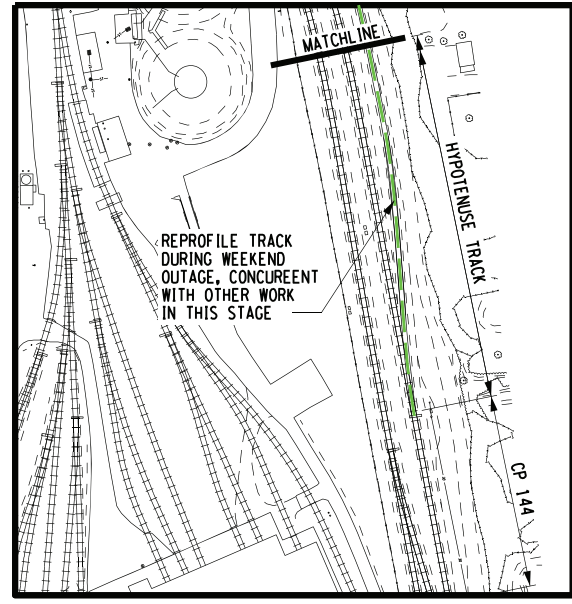 MATCHLINE
HYPOTENUSE TRACK
REPROFILE TRACK
DURING WEEKEND
OUTAGE, CONCUREENT
WITH OTHER WORK
IN THIS STAGE
CP 144